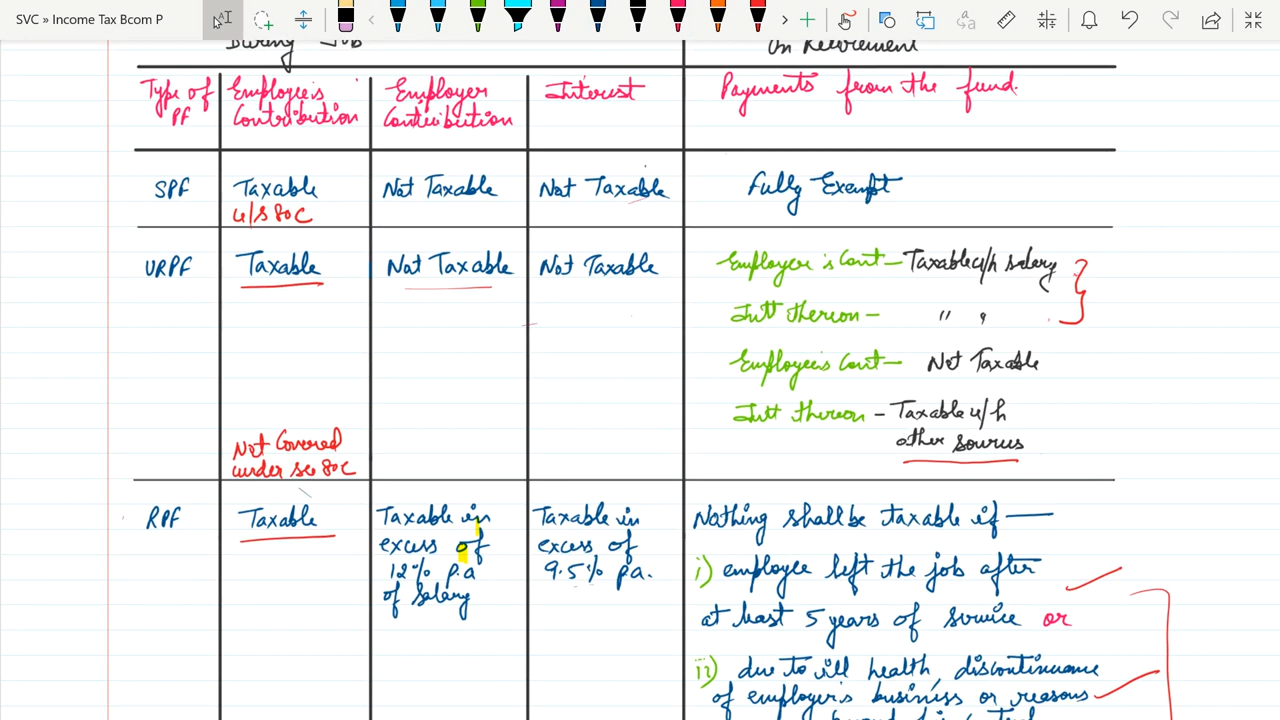 SVC » Income Tax Bcom P
During Job
On Retirement
Type of PF
Employee's Contribution
Employer Contribution
Interest
Payments from the fund.
SPF
Taxable
u/s 80C
Not Taxable
Not Taxable
Fully Exempt
URPF
Taxable
Not Taxable
Not Taxable
Employer's Cont — Taxable u/h salary
Intt thereon — " "
Employee's Cont — Not Taxable
Intt thereon — Taxable u/h
other sources
Not Covered
under sec 80C
RPF
Taxable
Taxable in
excess of
12% p.a
of salary
Taxable in
excess of
9.5% p.a.
Nothing shall be taxable if —
i) employee left the job after
at least 5 years of service or
ii) due to ill health, discontinuance
of employer's business or reasons